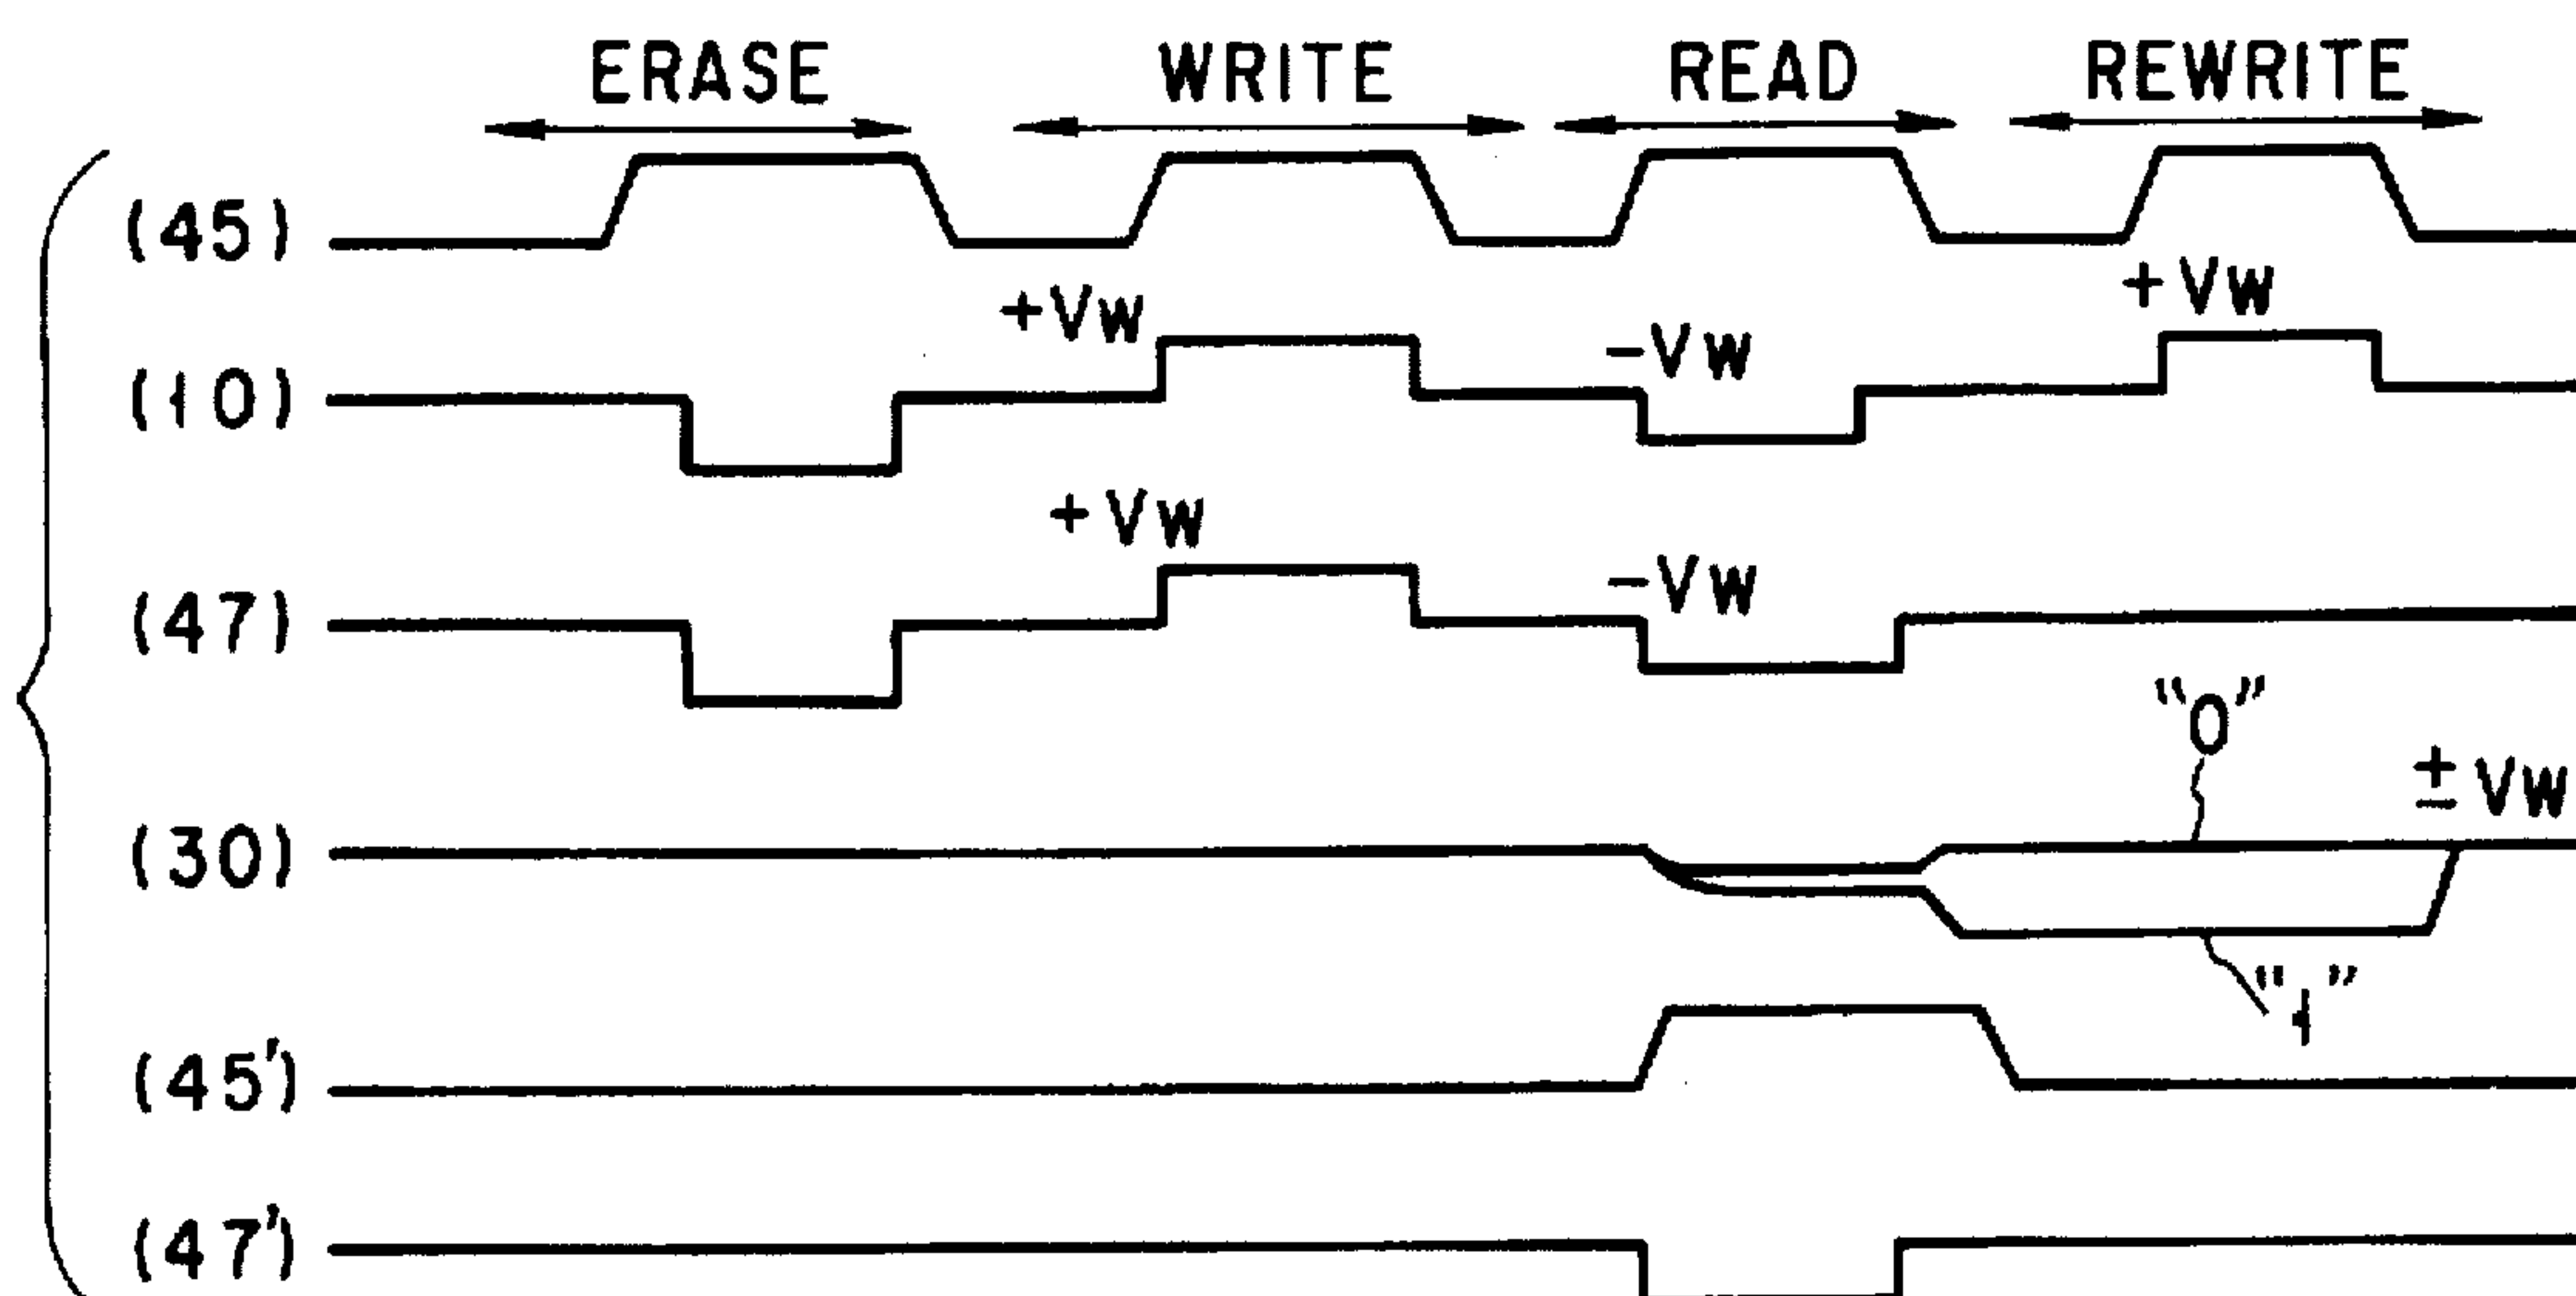 ERASE WRITE READ REWRITE
(45)
+Vw
+Vw -Vw
(10)
+Vw
-Vw
(47)
"0"
± Vw
(30)
"1"
(45')
(47')